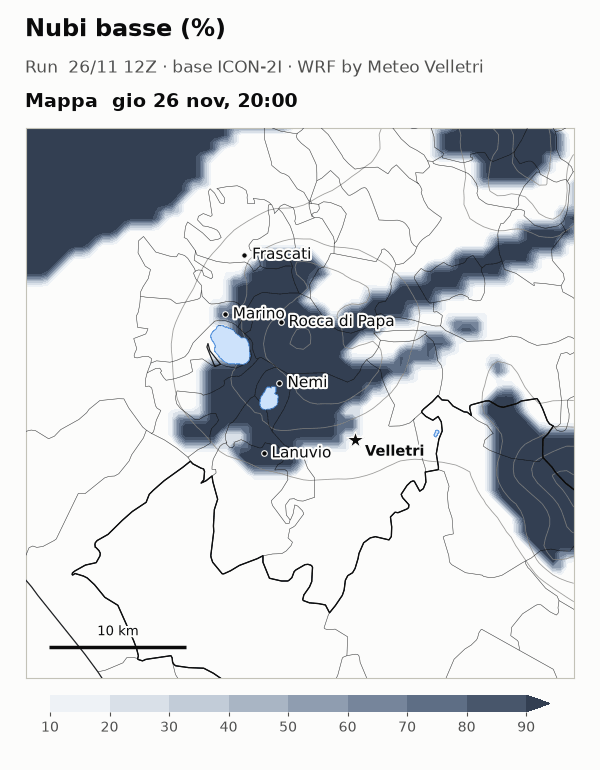 Nubi basse (%)
Run  26/11 12Z · base ICON-2I · WRF by Meteo Velletri
Mappa  gio 26 nov, 20:00
Frascati
Marino
Rocca di Papa
Nemi
Velletri
Lanuvio
10 km
10 20 30 40 50 60 70 80 90